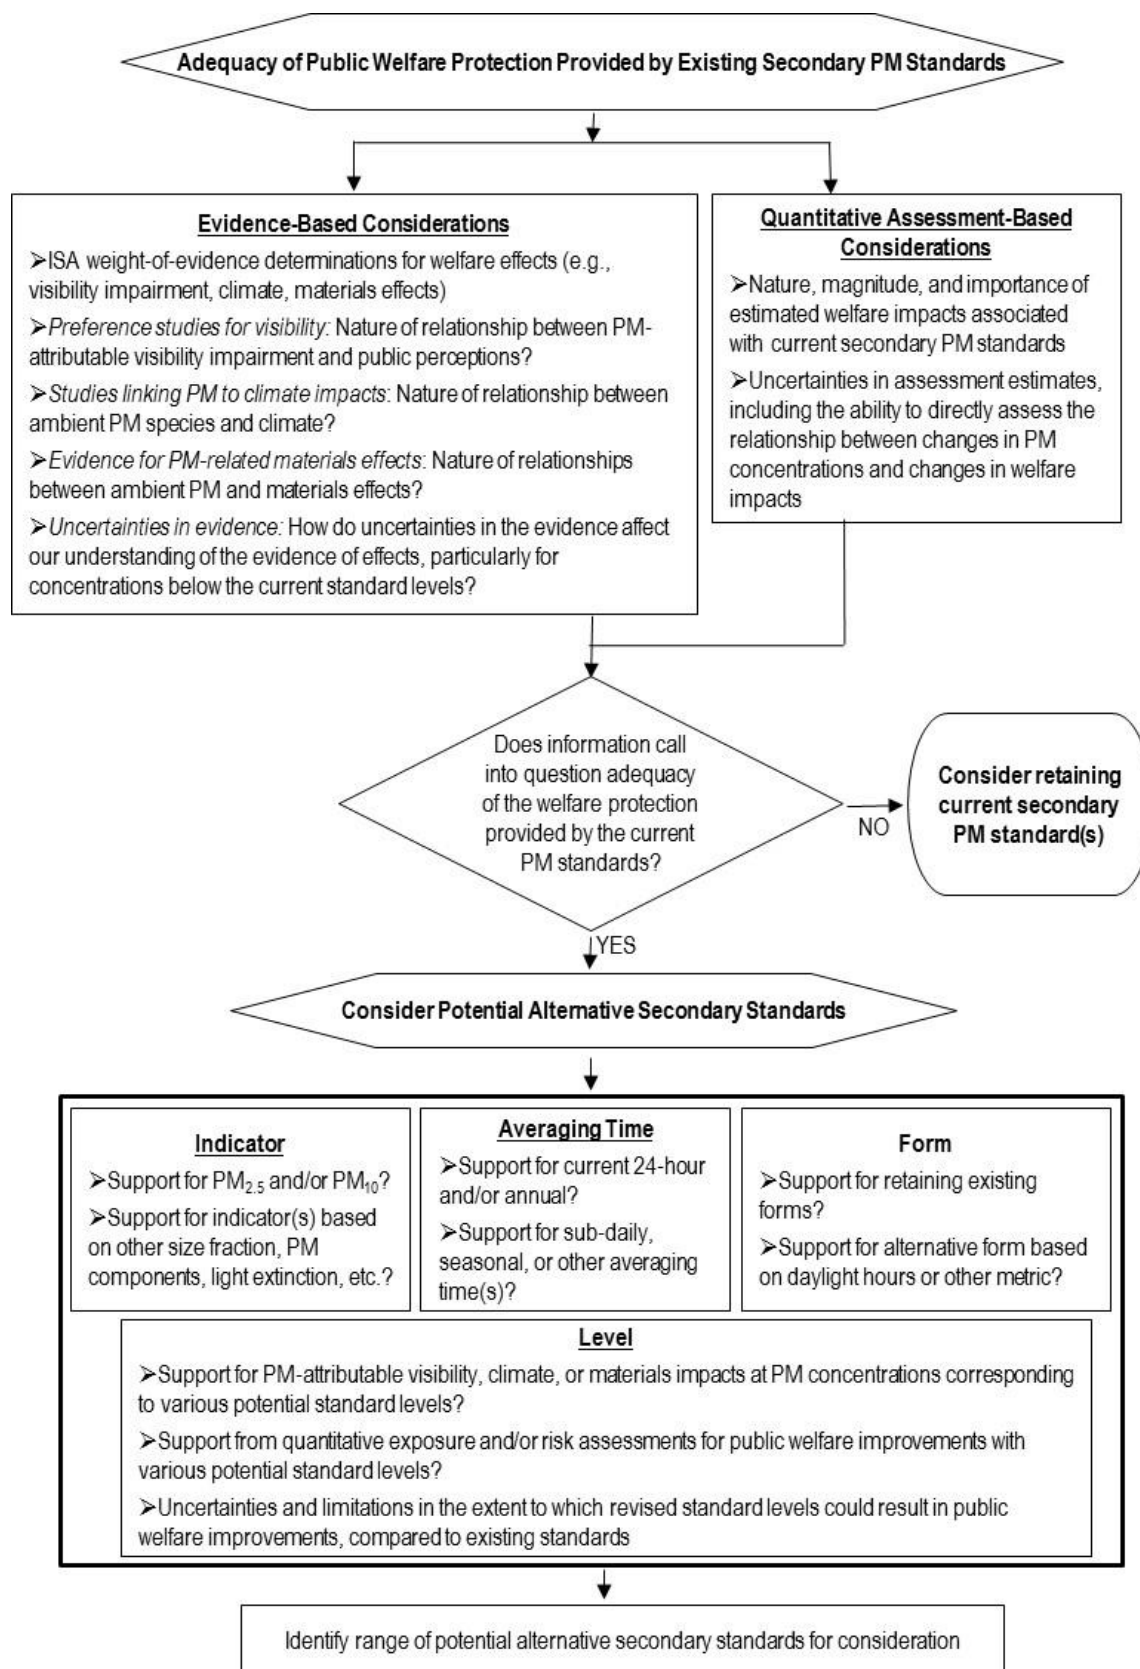 Adequacy of Public Welfare Protection Provided by Existing Secondary PM Standards
Evidence-Based Considerations
➢ISA weight-of-evidence determinations for welfare effects (e.g.,
visibility impairment, climate, materials effects)
➢Preference studies for visibility: Nature of relationship between PM-
attributable visibility impairment and public perceptions?
➢Studies linking PM to climate impacts: Nature of relationship between
ambient PM species and climate?
➢Evidence for PM-related materials effects: Nature of relationships
between ambient PM and materials effects?
➢Uncertainties in evidence: How do uncertainties in the evidence affect
our understanding of the evidence of effects, particularly for
concentrations below the current standard levels?
Quantitative Assessment-Based
Considerations
➢Nature, magnitude, and importance of
estimated welfare impacts associated
with current secondary PM standards
➢Uncertainties in assessment estimates,
including the ability to directly assess the
relationship between changes in PM
concentrations and changes in welfare
impacts
Does information call
into question adequacy
of the welfare protection
provided by the current
PM standards?
NO
Consider retaining
current secondary
PM standard(s)
YES
Consider Potential Alternative Secondary Standards
Indicator
➢Support for PM2.5 and/or PM10?
➢Support for indicator(s) based
on other size fraction, PM
components, light extinction, etc.?
Averaging Time
➢Support for current 24-hour
and/or annual?
➢Support for sub-daily,
seasonal, or other averaging
time(s)?
Form
➢Support for retaining existing
forms?
➢Support for alternative form based
on daylight hours or other metric?
Level
➢Support for PM-attributable visibility, climate, or materials impacts at PM concentrations corresponding
to various potential standard levels?
➢Support from quantitative exposure and/or risk assessments for public welfare improvements with
various potential standard levels?
➢Uncertainties and limitations in the extent to which revised standard levels could result in public
welfare improvements, compared to existing standards
Identify range of potential alternative secondary standards for consideration